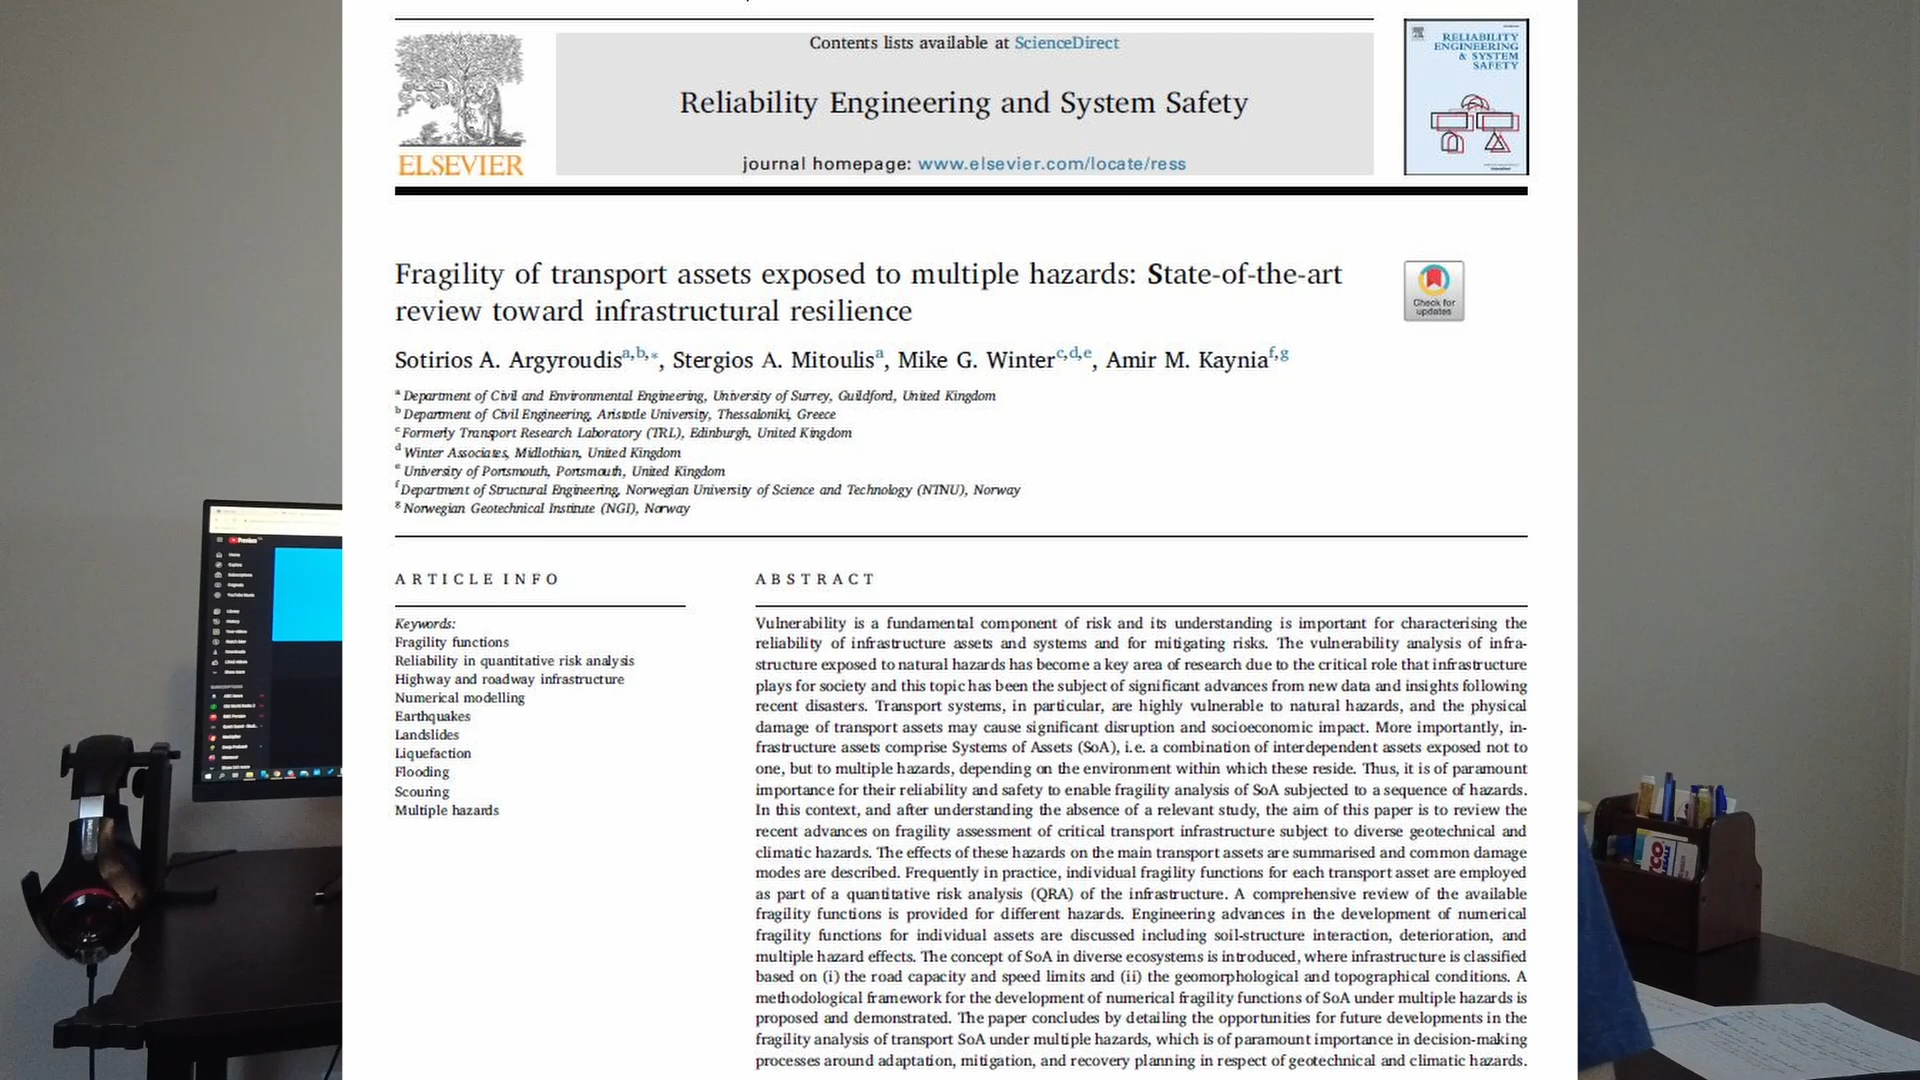 Contents lists available at ScienceDirect
Reliability Engineering and System Safety
journal homepage: www.elsevier.com/locate/ress
ELSEVIER
RELIABILITY
ENGINEERING
& SYSTEM
SAFETY
Fragility of transport assets exposed to multiple hazards: State-of-the-art
review toward infrastructural resilience
Check for
updates
Sotirios A. Argyroudis a,b,*, Stergios A. Mitoulis a, Mike G. Winter c,d,e, Amir M. Kaynia f,g
a Department of Civil and Environmental Engineering, University of Surrey, Guildford, United Kingdom
b Department of Civil Engineering, Aristotle University, Thessaloniki, Greece
c Formerly Transport Research Laboratory (TRL), Edinburgh, United Kingdom
d Winter Associates, Midlothian, United Kingdom
e University of Portsmouth, Portsmouth, United Kingdom
f Department of Structural Engineering, Norwegian University of Science and Technology (NTNU), Norway
g Norwegian Geotechnical Institute (NGI), Norway
ARTICLE INFO
Keywords:
Fragility functions
Reliability in quantitative risk analysis
Highway and roadway infrastructure
Numerical modelling
Earthquakes
Landslides
Liquefaction
Flooding
Scouring
Multiple hazards
ABSTRACT
Vulnerability is a fundamental component of risk and its understanding is important for characterising the
reliability of infrastructure assets and systems and for mitigating risks. The vulnerability analysis of infra-
structure exposed to natural hazards has become a key area of research due to the critical role that infrastructure
plays for society and this topic has been the subject of significant advances from new data and insights following
recent disasters. Transport systems, in particular, are highly vulnerable to natural hazards, and the physical
damage of transport assets may cause significant disruption and socioeconomic impact. More importantly, in-
frastructure assets comprise Systems of Assets (SoA), i.e. a combination of interdependent assets exposed not to
one, but to multiple hazards, depending on the environment within which these reside. Thus, it is of paramount
importance for their reliability and safety to enable fragility analysis of SoA subjected to a sequence of hazards.
In this context, and after understanding the absence of a relevant study, the aim of this paper is to review the
recent advances on fragility assessment of critical transport infrastructure subject to diverse geotechnical and
climatic hazards. The effects of these hazards on the main transport assets are summarised and common damage
modes are described. Frequently in practice, individual fragility functions for each transport asset are employed
as part of a quantitative risk analysis (QRA) of the infrastructure. A comprehensive review of the available
fragility functions is provided for different hazards. Engineering advances in the development of numerical
fragility functions for individual assets are discussed including soil-structure interaction, deterioration, and
multiple hazard effects. The concept of SoA in diverse ecosystems is introduced, where infrastructure is classified
based on (i) the road capacity and speed limits and (ii) the geomorphological and topographical conditions. A
methodological framework for the development of numerical fragility functions of SoA under multiple hazards is
proposed and demonstrated. The paper concludes by detailing the opportunities for future developments in the
fragility analysis of transport SoA under multiple hazards, which is of paramount importance in decision-making
processes around adaptation, mitigation, and recovery planning in respect of geotechnical and climatic hazards.